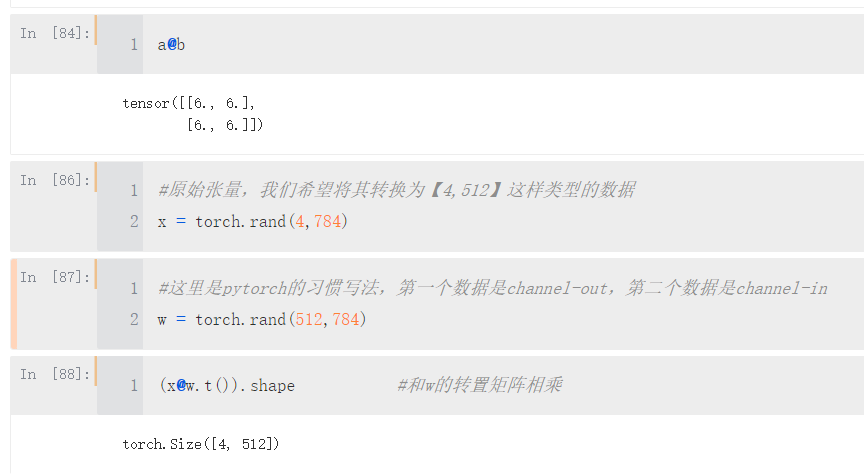 In [84]:
1 a@b
tensor([[6., 6.],
[6., 6.]])
In [86]:
1 #原始张量，我们希望将其转换为【4,512】这样类型的数据
2 x = torch.rand(4,784)
In [87]:
1 #这里是pytorch的习惯写法，第一个数据是channel-out，第二个数据是channel-in
2 w = torch.rand(512,784)
In [88]:
1 (x@w.t()).shape #和w的转置矩阵相乘
torch.Size([4, 512])